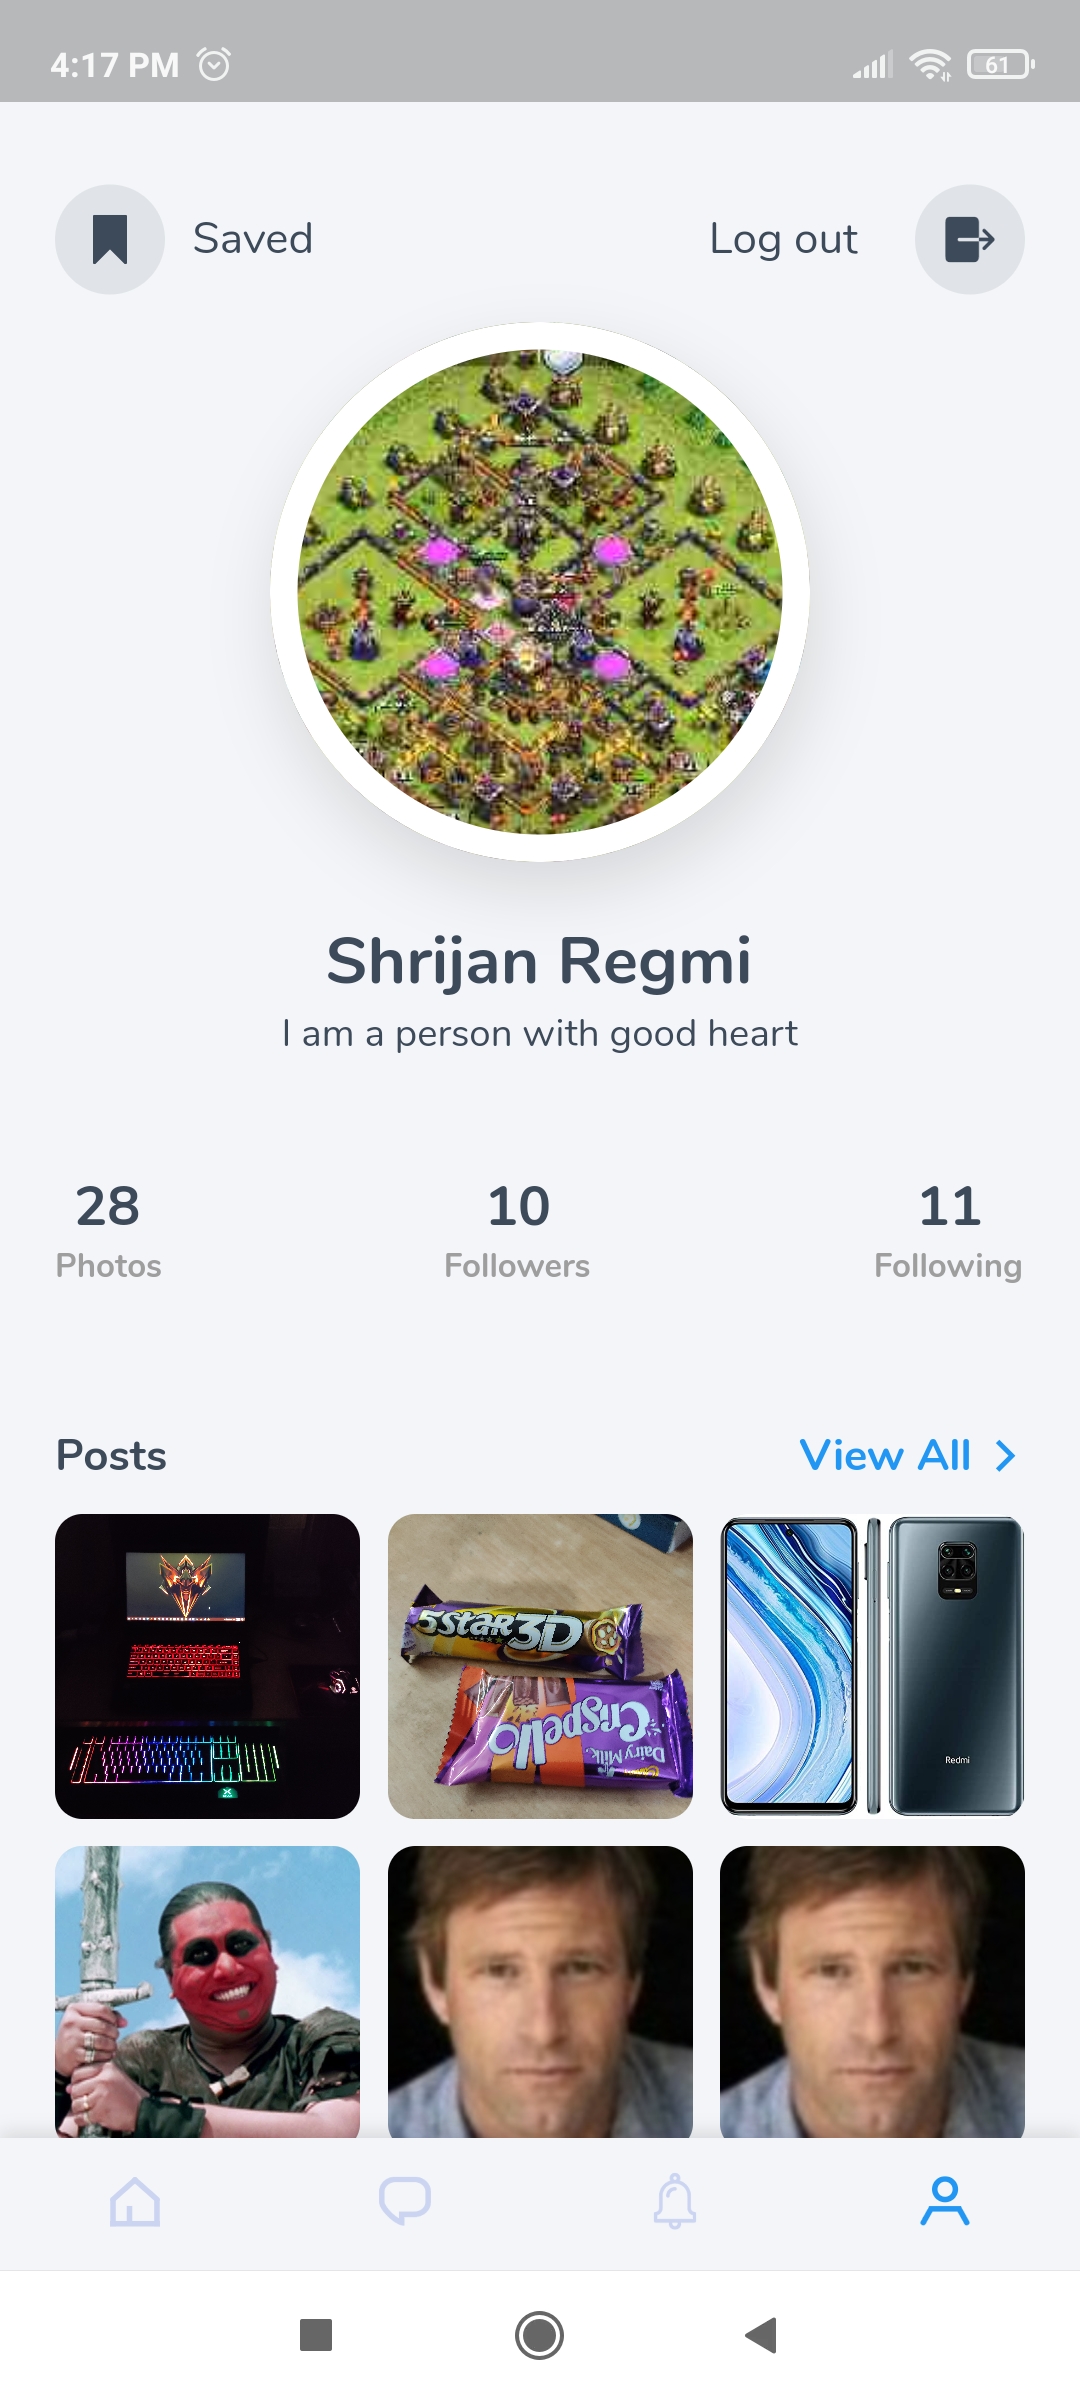 4:17 PM
61
Saved
Log out
Shrijan Regmi
I am a person with good heart
28
10
11
Photos
Followers
Following
Posts
View All
5Star 3D
Crispello
Dairy Milk
Redmi